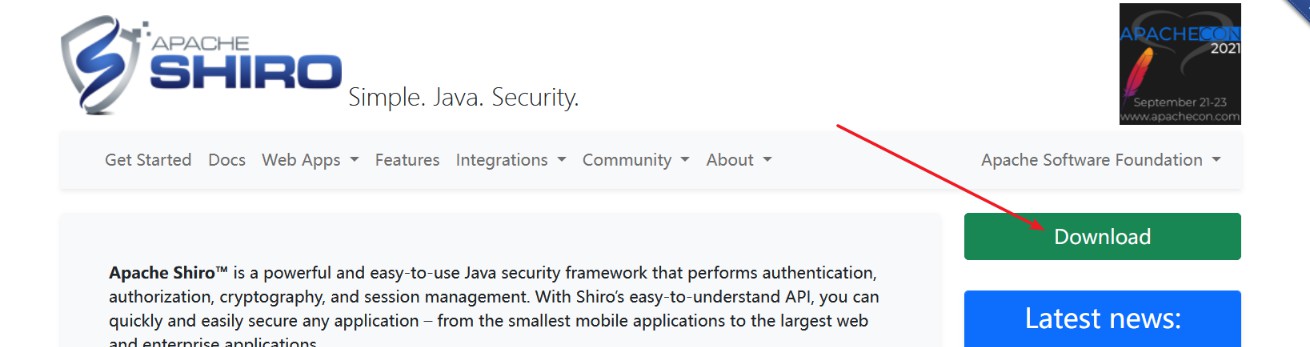 APACHE
SHIRO
Simple. Java. Security.
APACHECON
2021
September 21-23
www.apachecon.com
Get Started Docs Web Apps Features Integrations Community About Apache Software Foundation
Download
Apache Shiro™ is a powerful and easy-to-use Java security framework that performs authentication,
authorization, cryptography, and session management. With Shiro’s easy-to-understand API, you can
quickly and easily secure any application – from the smallest mobile applications to the largest web
and enterprise applications.
Latest news: